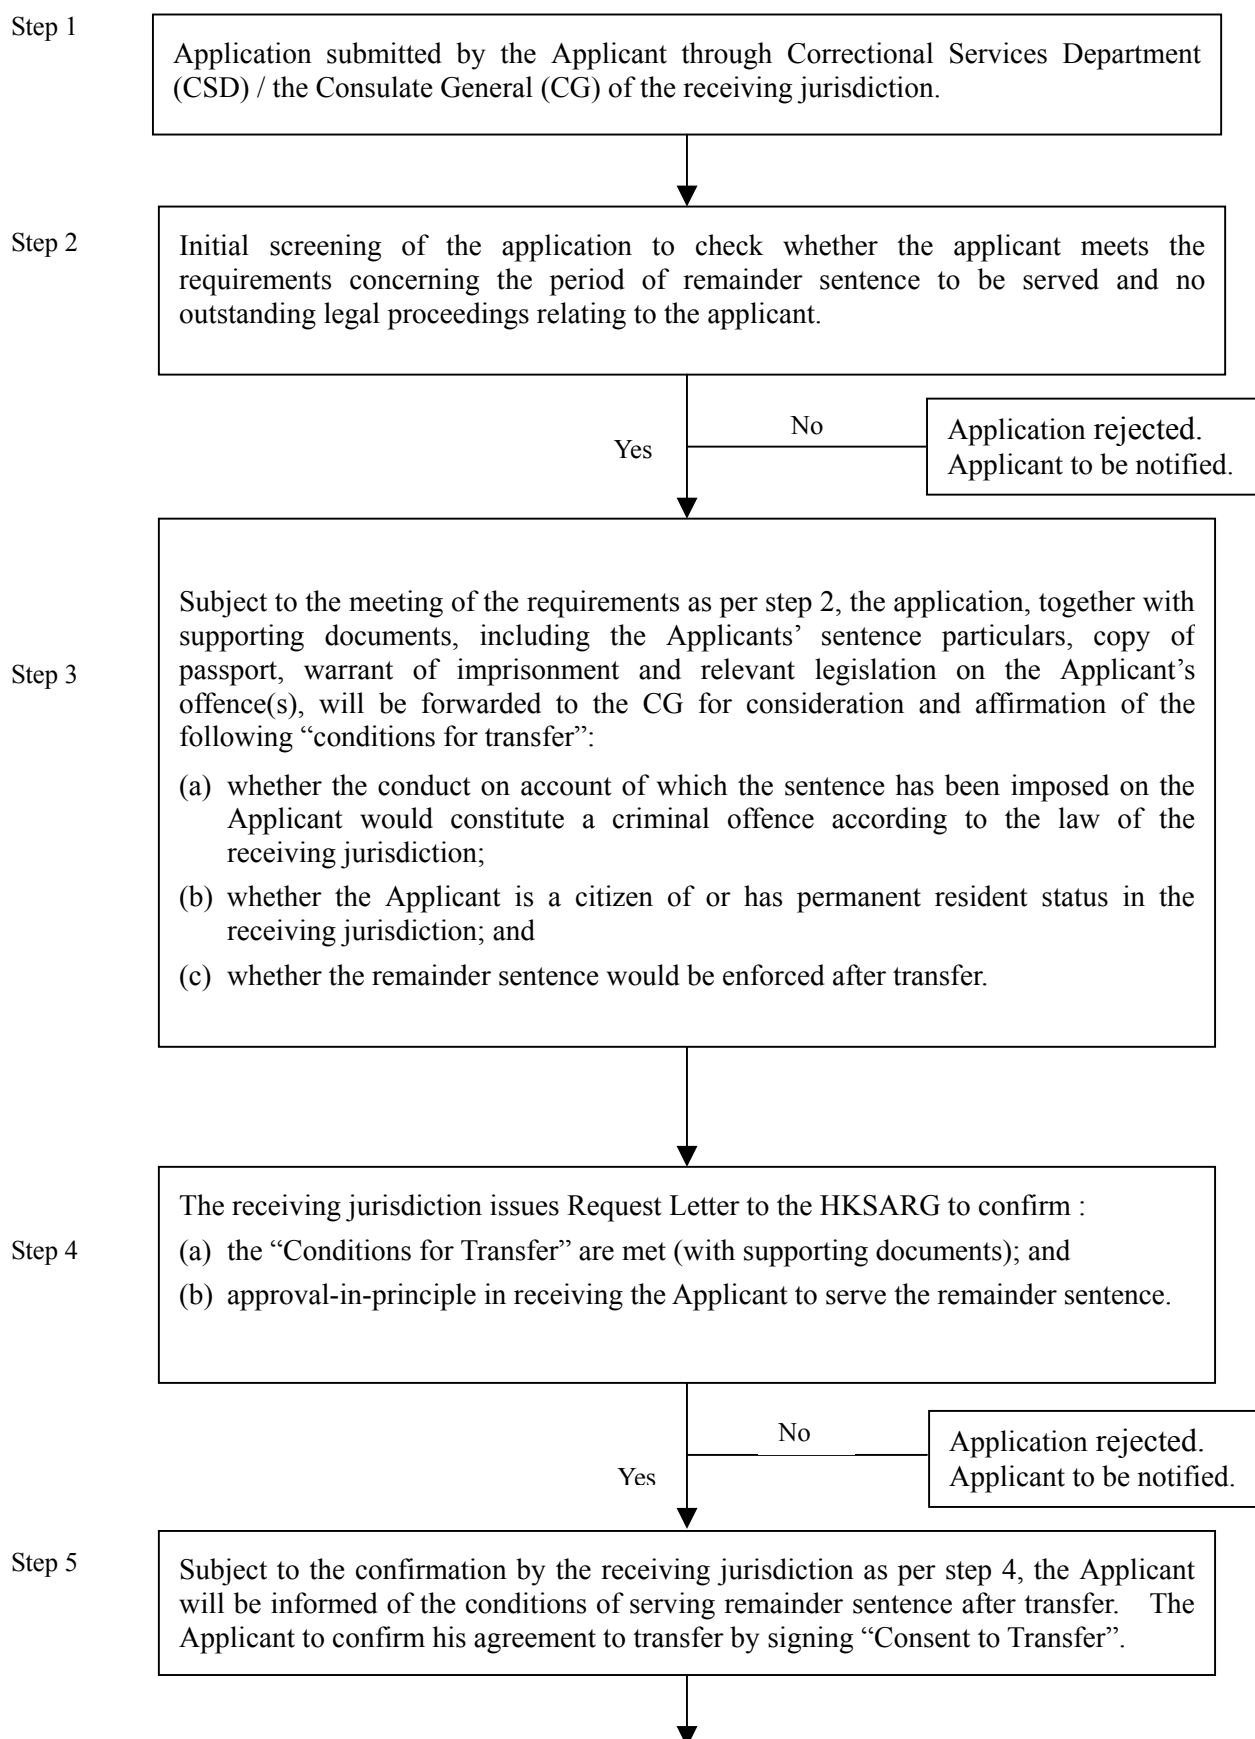 Step 1
Application submitted by the Applicant through Correctional Services Department
(CSD) / the Consulate General (CG) of the receiving jurisdiction.
Step 2
Initial screening of the application to check whether the applicant meets the
requirements concerning the period of remainder sentence to be served and no
outstanding legal proceedings relating to the applicant.
Yes
No
Application rejected.
Applicant to be notified.
Step 3
Subject to the meeting of the requirements as per step 2, the application, together with
supporting documents, including the Applicants’ sentence particulars, copy of
passport, warrant of imprisonment and relevant legislation on the Applicant’s
offence(s), will be forwarded to the CG for consideration and affirmation of the
following “conditions for transfer”:
(a) whether the conduct on account of which the sentence has been imposed on the
Applicant would constitute a criminal offence according to the law of the
receiving jurisdiction;
(b) whether the Applicant is a citizen of or has permanent resident status in the
receiving jurisdiction; and
(c) whether the remainder sentence would be enforced after transfer.
Step 4
The receiving jurisdiction issues Request Letter to the HKSARG to confirm :
(a) the “Conditions for Transfer” are met (with supporting documents); and
(b) approval-in-principle in receiving the Applicant to serve the remainder sentence.
Yes
No
Application rejected.
Applicant to be notified.
Step 5
Subject to the confirmation by the receiving jurisdiction as per step 4, the Applicant
will be informed of the conditions of serving remainder sentence after transfer. The
Applicant to confirm his agreement to transfer by signing “Consent to Transfer”.